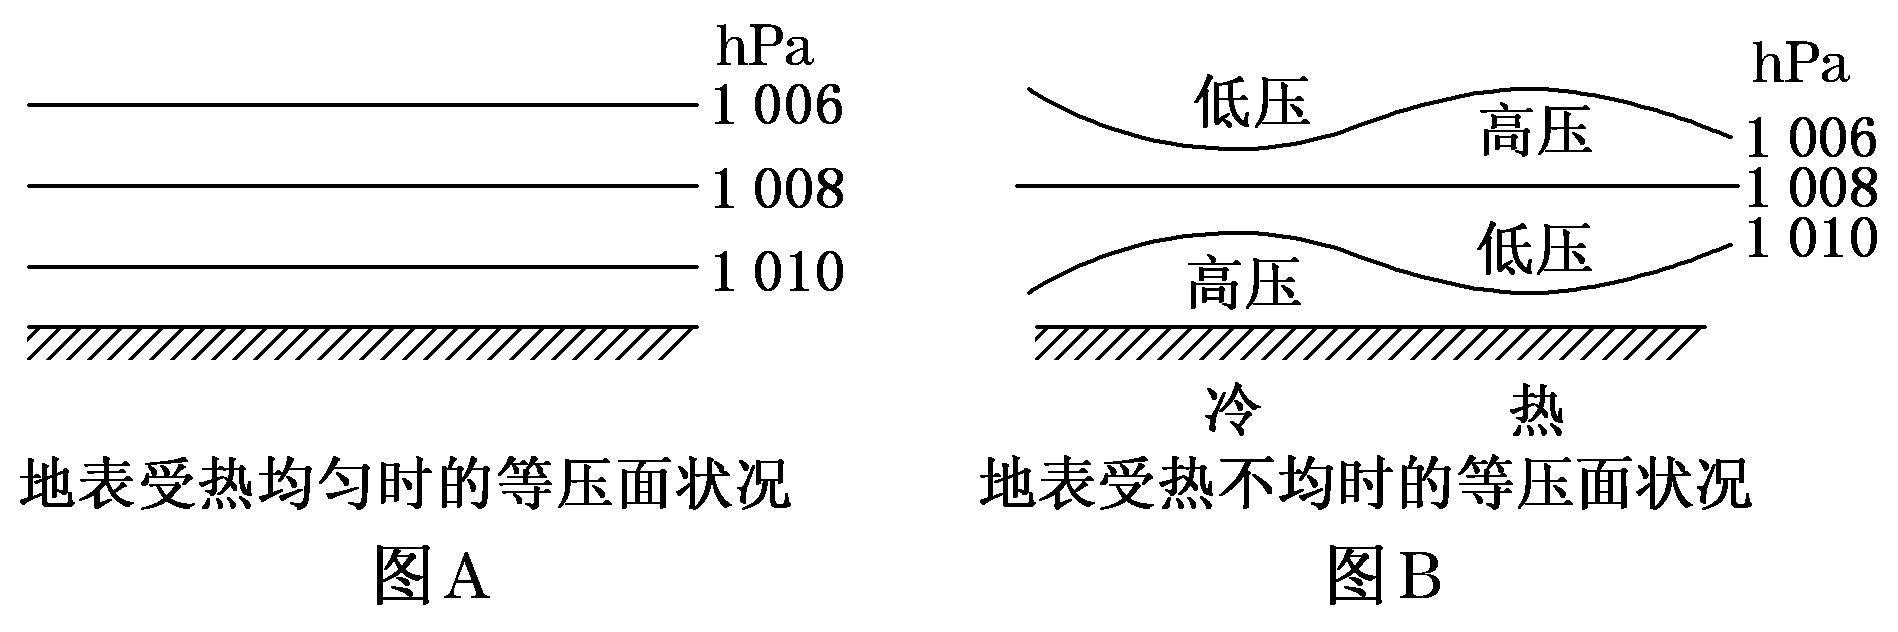 hPa
1 006
1 008
1 010
地表受热均匀时的等压面状况
图A
hPa
低压
高压
1 006
1 008
1 010
高压
低压
冷
热
地表受热不均时的等压面状况
图B